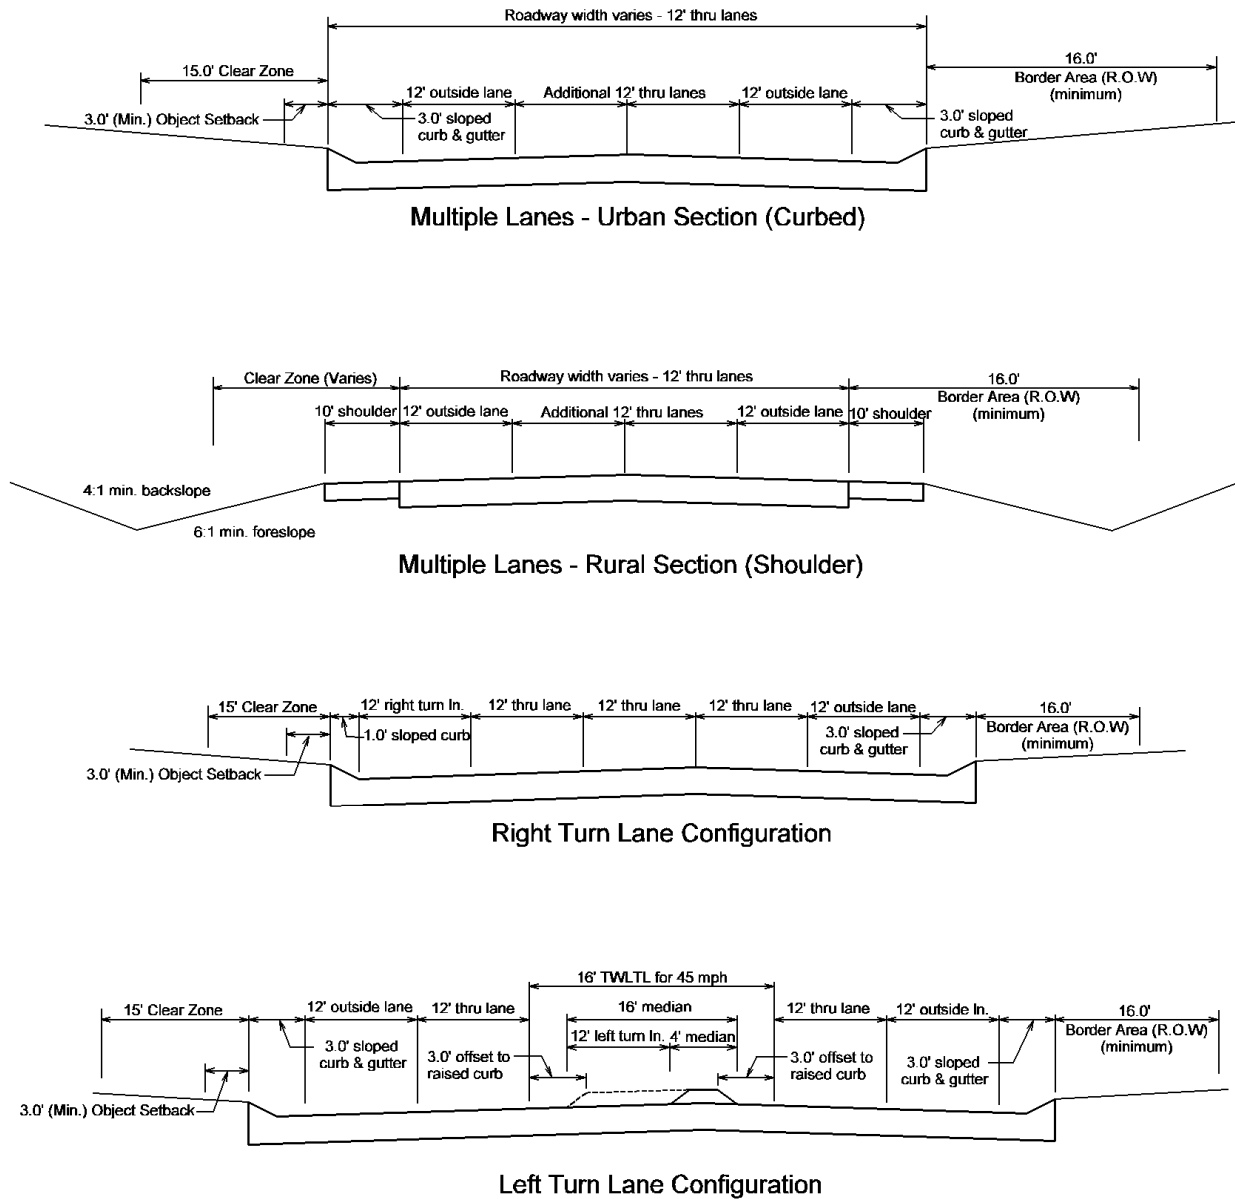 Roadway width varies - 12' thru lanes
15.0' Clear Zone
16.0'
Border Area (R.O.W)
(minimum)
12' outside lane
Additional 12' thru lanes
12' outside lane
3.0' (Min.) Object Setback
3.0' sloped
curb & gutter
3.0' sloped
curb & gutter
Multiple Lanes - Urban Section (Curbed)
Clear Zone (Varies)
Roadway width varies - 12' thru lanes
16.0'
Border Area (R.O.W)
(minimum)
10' shoulder
12' outside lane
Additional 12' thru lanes
12' outside lane
10' shoulder
4:1 min. backslope
6:1 min. foreslope
Multiple Lanes - Rural Section (Shoulder)
15' Clear Zone
12' right turn ln.
12' thru lane
12' thru lane
12' thru lane
12' outside lane
16.0'
Border Area (R.O.W)
(minimum)
1.0' sloped curb
3.0' sloped
curb & gutter
3.0' (Min.) Object Setback
Right Turn Lane Configuration
16' TWLTL for 45 mph
15' Clear Zone
12' outside lane
12' thru lane
16' median
12' thru lane
12' outside ln.
16.0'
Border Area (R.O.W)
(minimum)
12' left turn ln.
4' median
3.0' sloped
curb & gutter
3.0' offset to
raised curb
3.0' offset to
raised curb
3.0' sloped
curb & gutter
3.0' (Min.) Object Setback
Left Turn Lane Configuration